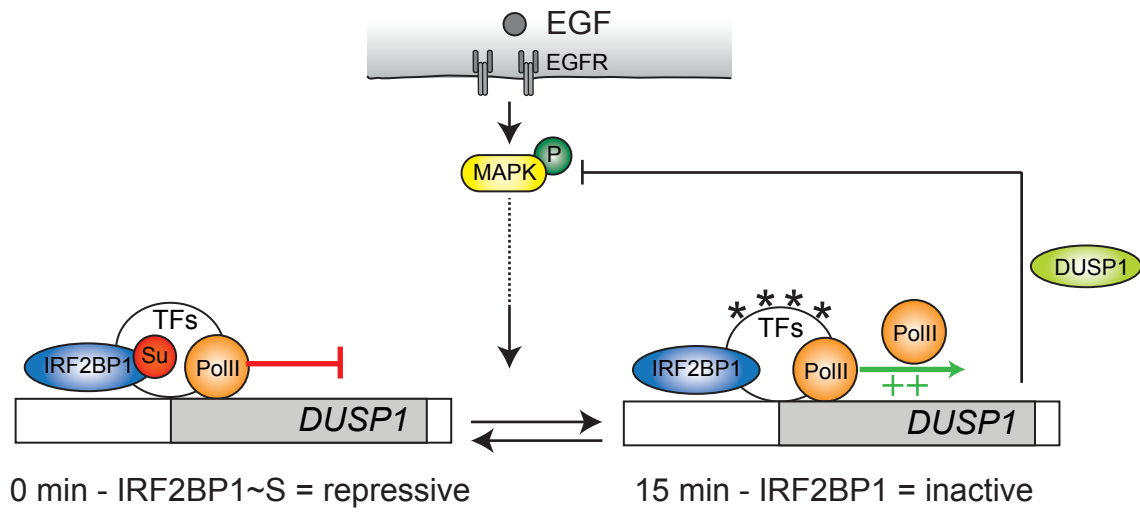 EGF
EGFR
P
MAPK
DUSP1
TFs
IRF2BP1
Su
PolII
DUSP1
* * * *
TFs
PolII
IRF2BP1
PolII
++
DUSP1
0 min - IRF2BP1~S = repressive
15 min - IRF2BP1 = inactive